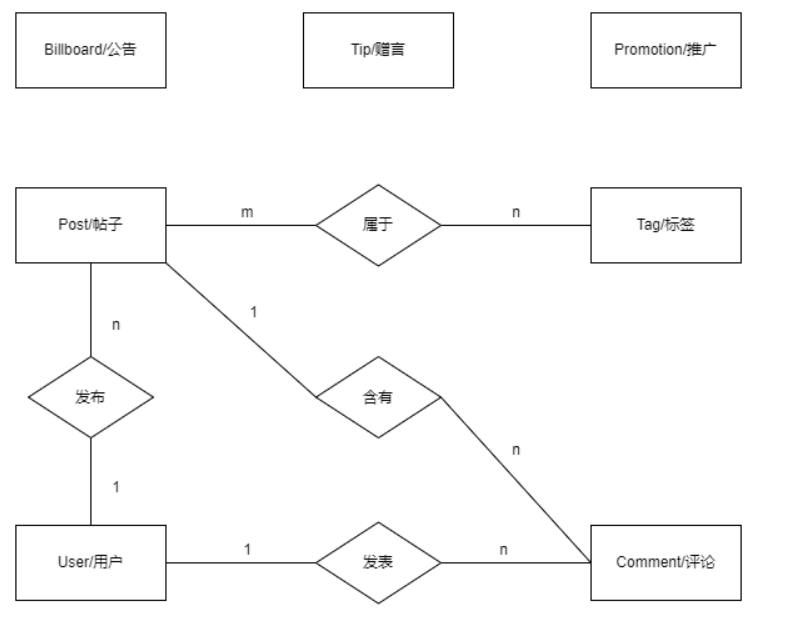 Billboard/公告
Tip/赠言
Promotion/推广
Post/帖子
m
属于
n
Tag/标签
1
n
发布
含有
n
1
User/用户
1
发表
n
Comment/评论